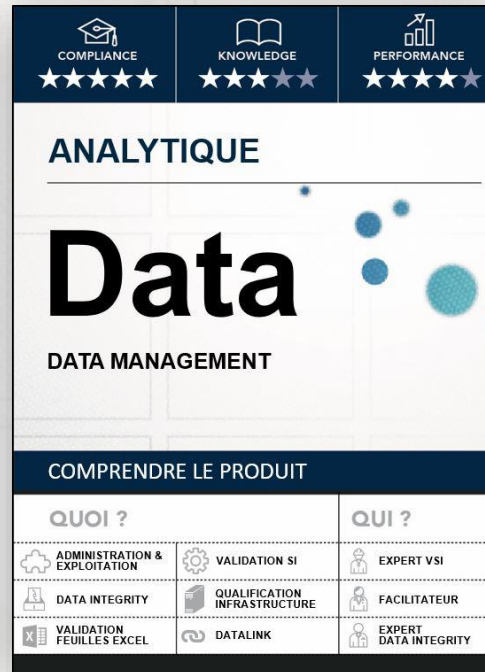 COMPLIANCE
KNOWLEDGE
PERFORMANCE
ANALYTIQUE
Data
DATA MANAGEMENT
COMPRENDRE LE PRODUIT
QUOI ?
QUI ?
ADMINISTRATION &
EXPLOITATION
VALIDATION SI
EXPERT VSI
DATA INTEGRITY
QUALIFICATION
INFRASTRUCTURE
FACILITATEUR
VALIDATION
FEUILLES EXCEL
DATALINK
EXPERT
DATA INTEGRITY